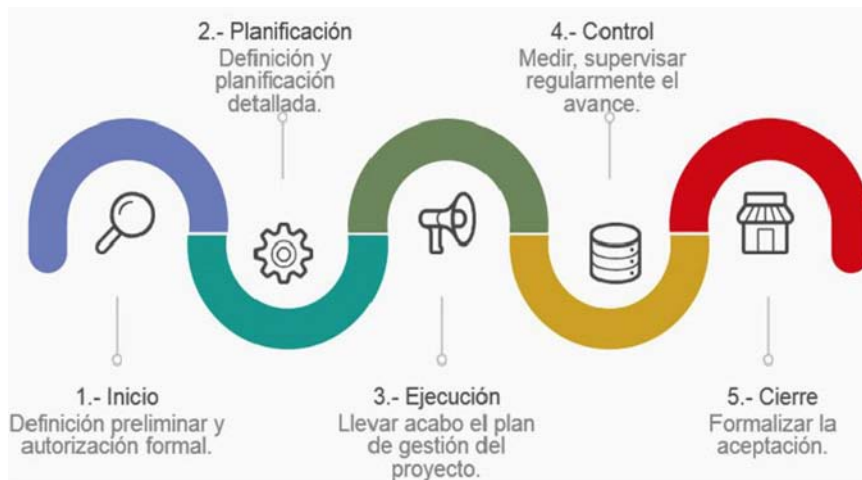 2.- Planificación
Definición y
planificación
detallada.
4.- Control
Medir, supervisar
regularmente el
avance.
1.- Inicio
Definición preliminar y
autorización formal.
3.- Ejecución
Llevar acabo el plan
de gestión del
proyecto.
5.- Cierre
Formalizar la
aceptación.